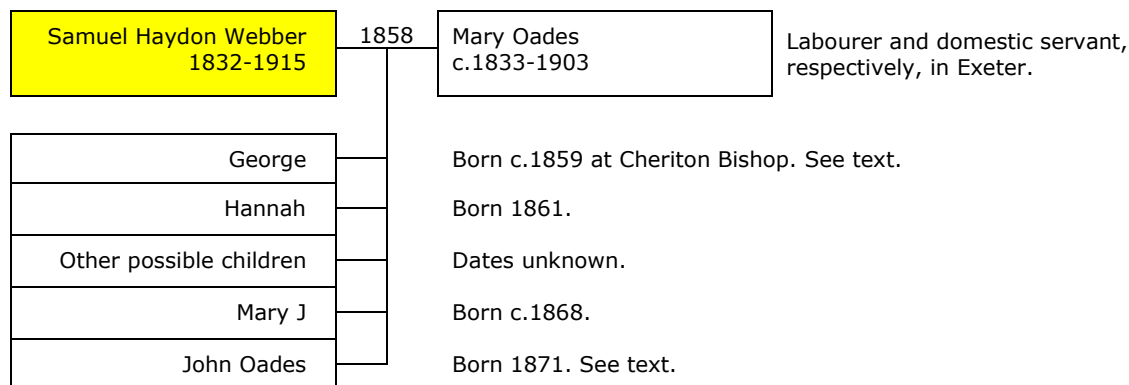 Samuel Haydon Webber
1832-1915
1858
Mary Oades
c.1833-1903
Labourer and domestic servant,
respectively, in Exeter.
George
Born c.1859 at Cheriton Bishop. See text.
Hannah
Born 1861.
Other possible children
Dates unknown.
Mary J
Born c.1868.
John Oades
Born 1871. See text.